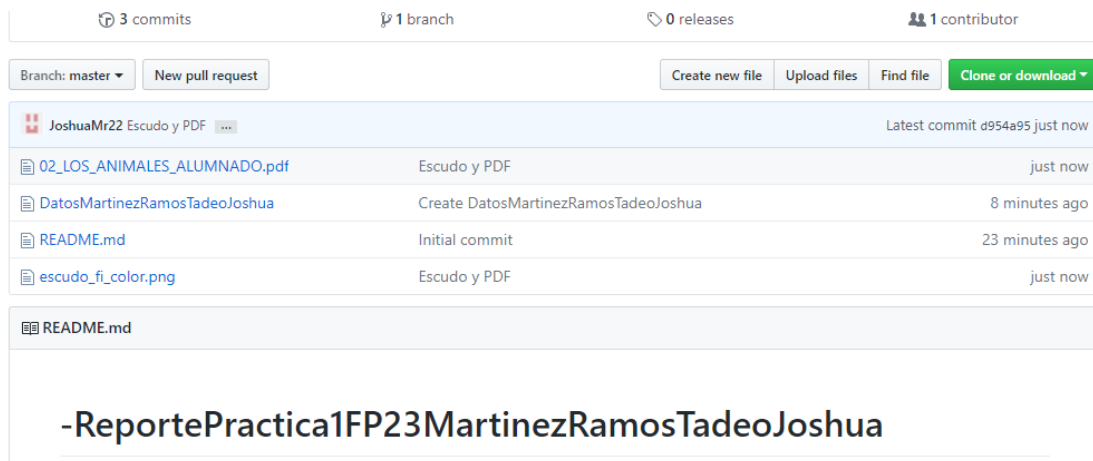 3 commits 1 branch 0 releases 1 contributor
Branch: master New pull request Create new file Upload files Find file Clone or download
JoshuaMr22 Escudo y PDF ... Latest commit d954a95 just now
02_LOS_ANIMALES_ALUMNADO.pdf Escudo y PDF just now
DatosMartinezRamosTadeoJoshua Create DatosMartinezRamosTadeoJoshua 8 minutes ago
README.md Initial commit 23 minutes ago
escudo_fi_color.png Escudo y PDF just now
README.md
-ReportePractica1FP23MartinezRamosTadeoJoshua